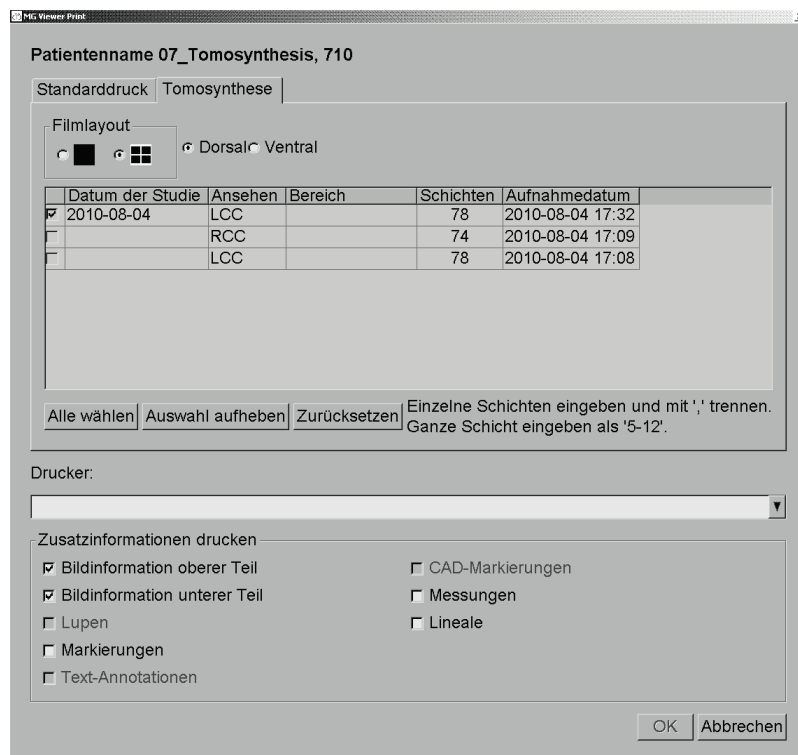 MG Viewer Print
Patientenname 07_Tomosynthesis, 710
Standarddruck Tomosynthese
Filmlayout
Dorsal Ventral
Datum der Studie Ansehen Bereich Schichten Aufnahmedatum
2010-08-04 LCC 78 2010-08-04 17:32
RCC 74 2010-08-04 17:09
LCC 78 2010-08-04 17:08
Alle wählen Auswahl aufheben Zurücksetzen
Einzelne Schichten eingeben und mit ',' trennen.
Ganze Schicht eingeben als '5-12'.
Drucker:
Zusatzinformationen drucken
Bildinformation oberer Teil CAD-Markierungen
Bildinformation unterer Teil Messungen
Lupen Lineale
Markierungen
Text-Annotationen
OK Abbrechen